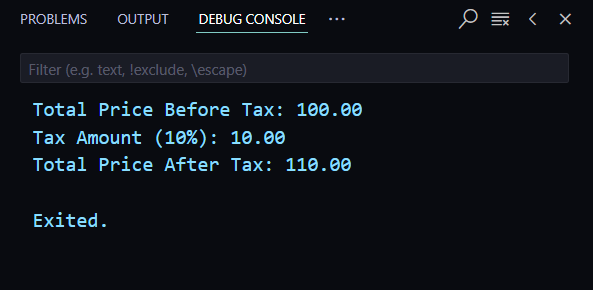 PROBLEMS OUTPUT DEBUG CONSOLE ...
Filter (e.g. text, !exclude, \escape)
Total Price Before Tax: 100.00
Tax Amount (10%): 10.00
Total Price After Tax: 110.00
Exited.